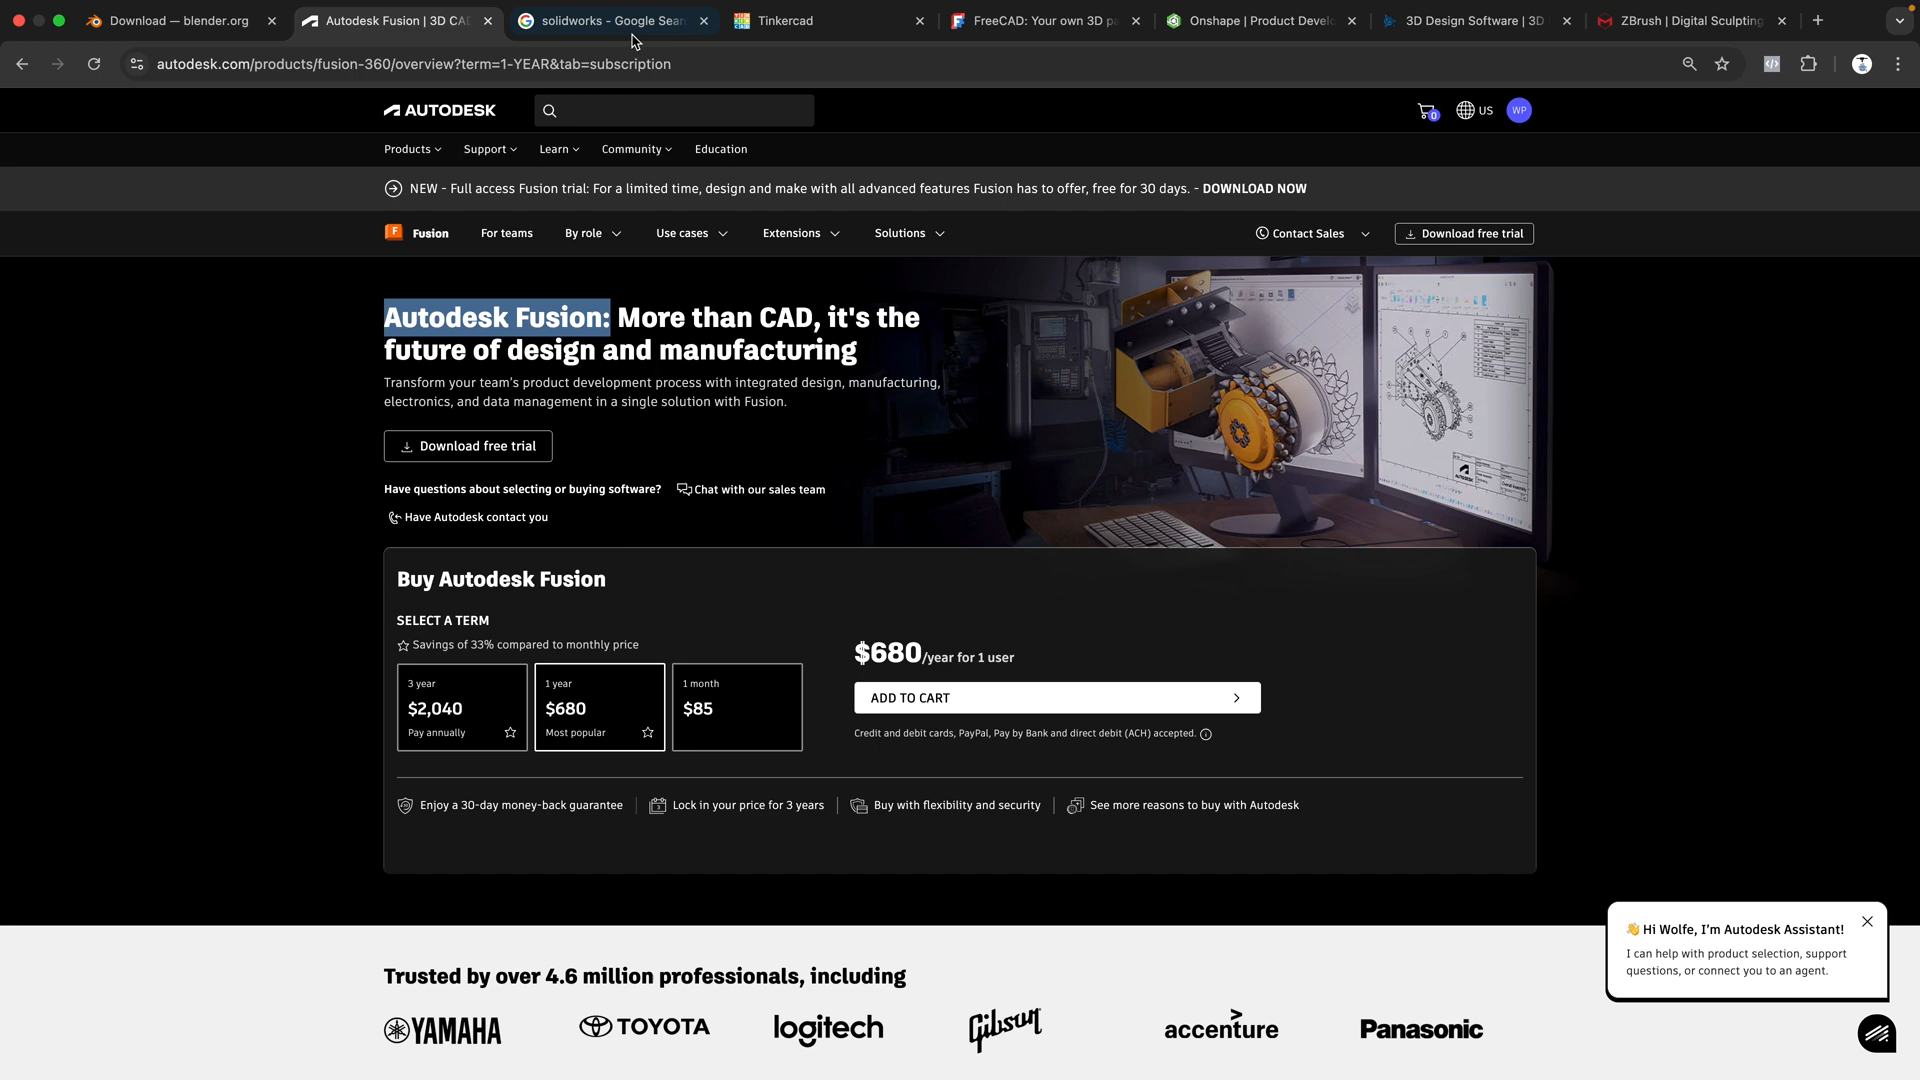 Download — blender.org
Autodesk Fusion | 3D CAD
solidworks - Google Sear
Tinkercad
FreeCAD: Your own 3D pa
Onshape | Product Develo
3D Design Software | 3D
ZBrush | Digital Sculpting
autodesk.com/products/fusion-360/overview?term=1-YEAR&tab=subscription
AUTODESK
0
US
WP
Products
Support
Learn
Community
Education
NEW - Full access Fusion trial: For a limited time, design and make with all advanced features Fusion has to offer, free for 30 days. - DOWNLOAD NOW
F
Fusion
For teams
By role
Use cases
Extensions
Solutions
Contact Sales
Download free trial
Autodesk Fusion: More than CAD, it's the
future of design and manufacturing
Transform your team's product development process with integrated design, manufacturing,
electronics, and data management in a single solution with Fusion.
Download free trial
Have questions about selecting or buying software?
Chat with our sales team
Have Autodesk contact you
Buy Autodesk Fusion
SELECT A TERM
Savings of 33% compared to monthly price
3 year
$2,040
Pay annually
1 year
$680
Most popular
1 month
$85
$680/year for 1 user
ADD TO CART
Credit and debit cards, PayPal, Pay by Bank and direct debit (ACH) accepted.
Enjoy a 30-day money-back guarantee
Lock in your price for 3 years
Buy with flexibility and security
See more reasons to buy with Autodesk
👋 Hi Wolfe, I'm Autodesk Assistant!
I can help with product selection, support
questions, or connect you to an agent.
Trusted by over 4.6 million professionals, including
YAMAHA
TOYOTA
logitech
Gibson
accenture
Panasonic